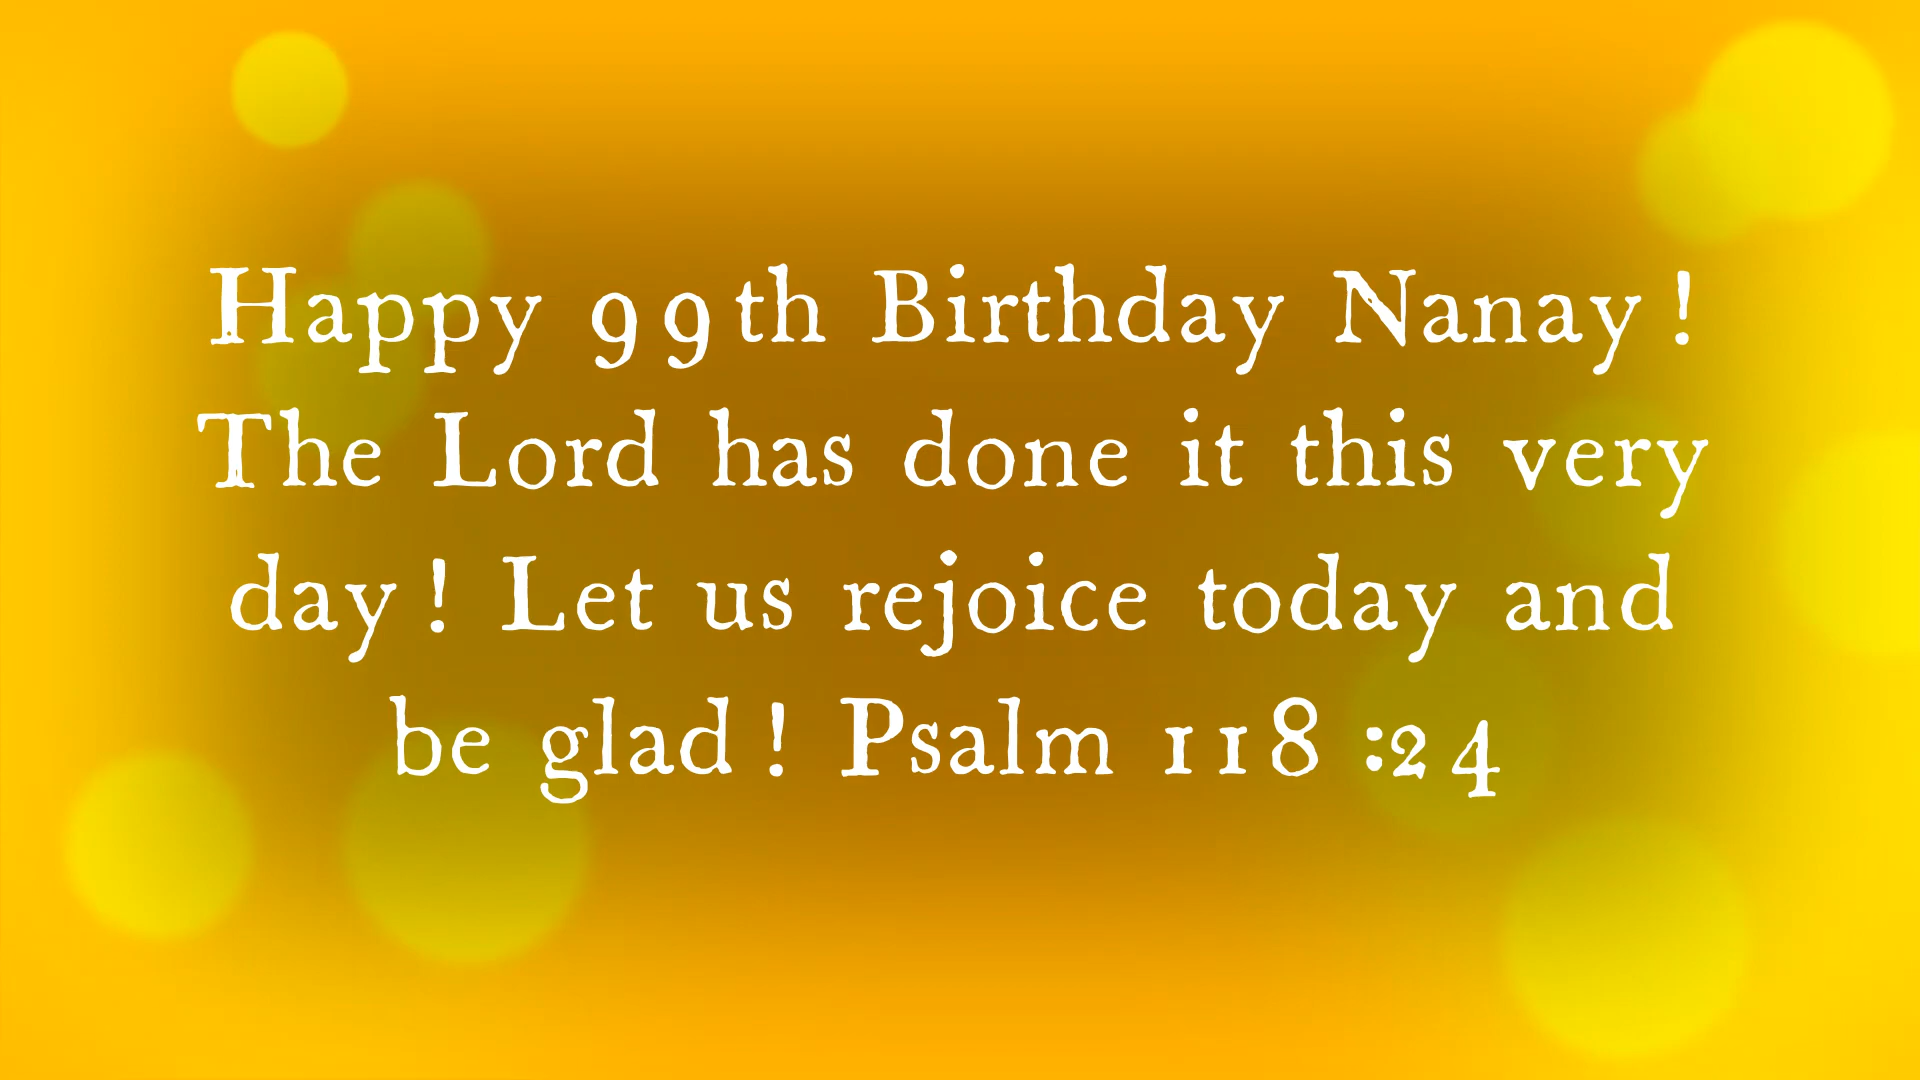 Happy 99th Birthday Nanay!
The Lord has done it this very
day! Let us rejoice today and
be glad! Psalm 118 :24